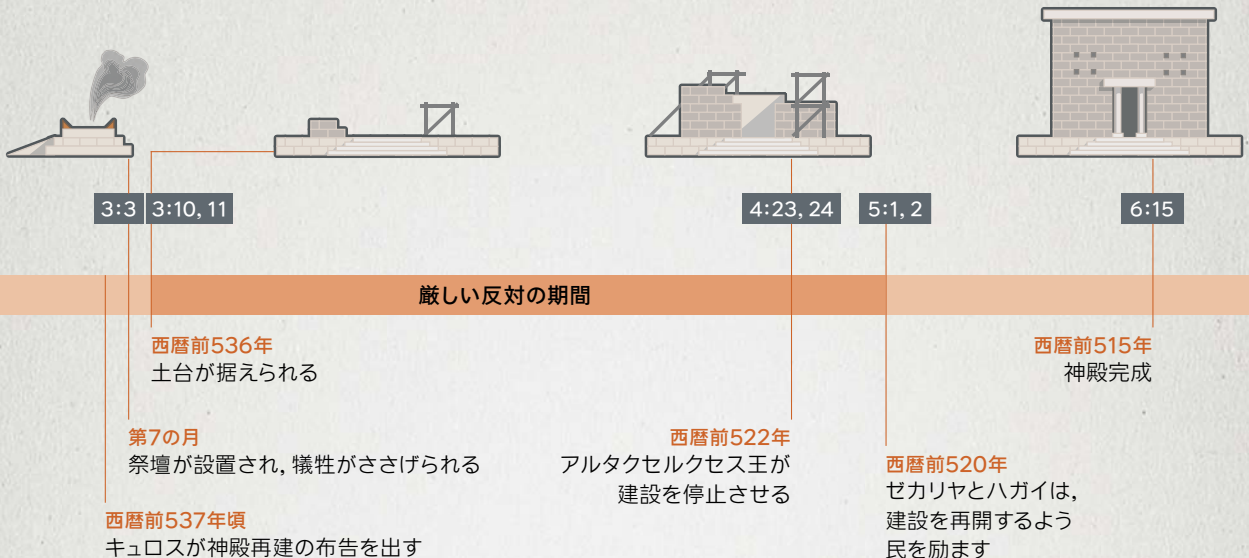 3:3
3:10, 11
4:23, 24
5:1, 2
6:15
厳しい反対の期間
西暦前536年
土台が据えられる
西暦前515年
神殿完成
第7の月
祭壇が設置され, 犠牲がささげられる
西暦前522年
アルタクセルクセス王が
建設を停止させる
西暦前520年
ゼカリヤとハガイは,
建設を再開するよう
民を励ます
西暦前537年頃
キュロスが神殿再建の布告を出す